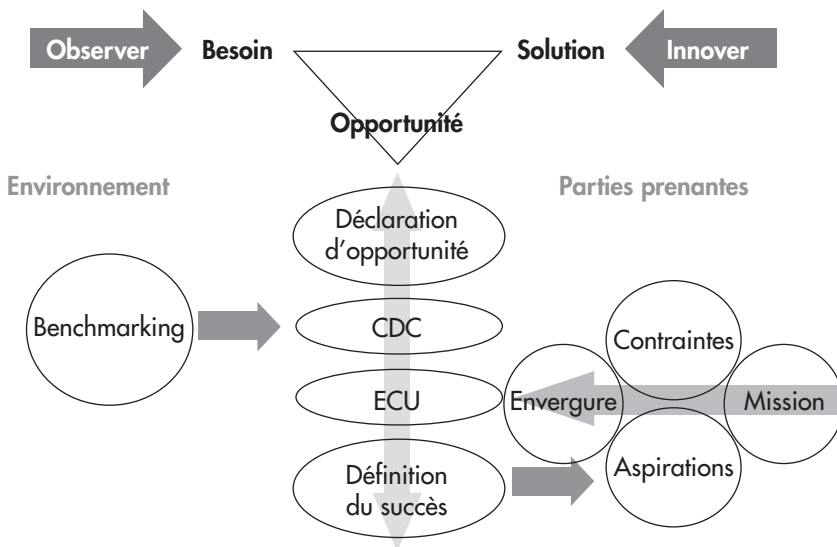 Observer Besoin Solution Innover
Opportunité
Environnement Parties prenantes
Déclaration
d'opportunité
Benchmarking CDC Contraintes
ECU Envergure Mission
Définition
du succès
Aspirations